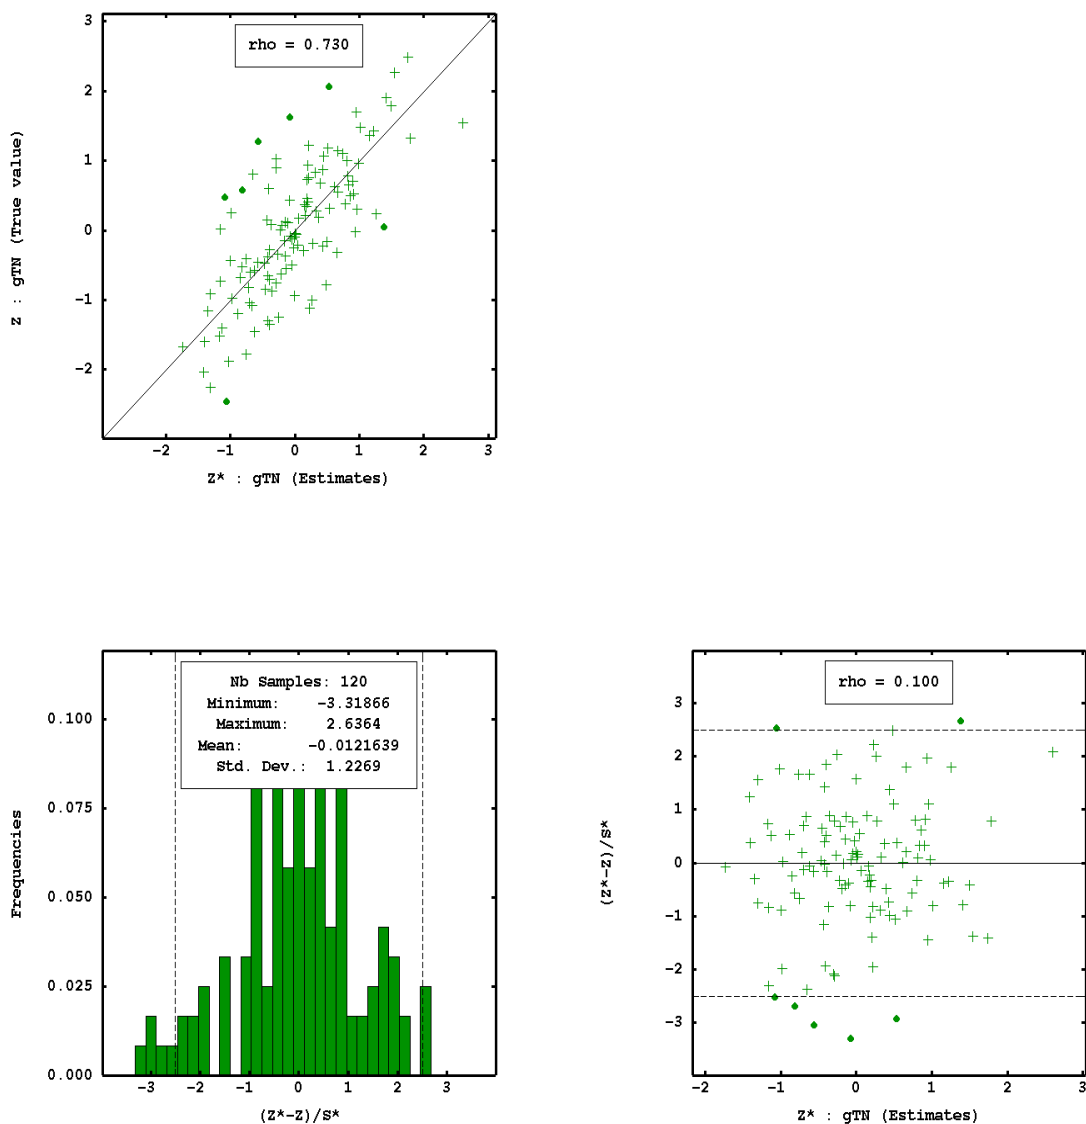 rho = 0.730
3
2
1
0
-1
-2
Z : gTN (True value)
-2 -1 0 1 2 3
Z* : gTN (Estimates)
Nb Samples: 120
Minimum: -3.31866
Maximum: 2.6364
Mean: -0.0121639
Std. Dev.: 1.2269
0.100
0.075
0.050
0.025
0.000
Frequencies
-3 -2 -1 0 1 2 3
(Z*-Z)/S*
rho = 0.100
3
2
1
0
-1
-2
-3
(Z*-Z)/S*
-2 -1 0 1 2 3
Z* : gTN (Estimates)